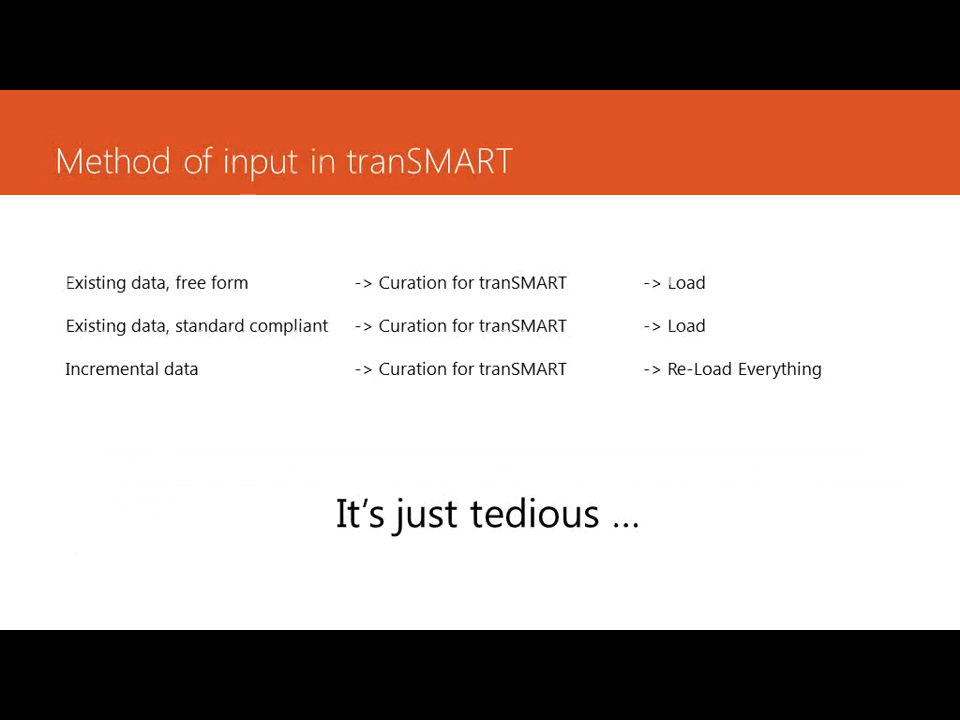 Method of input in tranSMART
Existing data, free form -> Curation for tranSMART -> Load
Existing data, standard compliant -> Curation for tranSMART -> Load
Incremental data -> Curation for tranSMART -> Re-Load Everything
It's just tedious ...